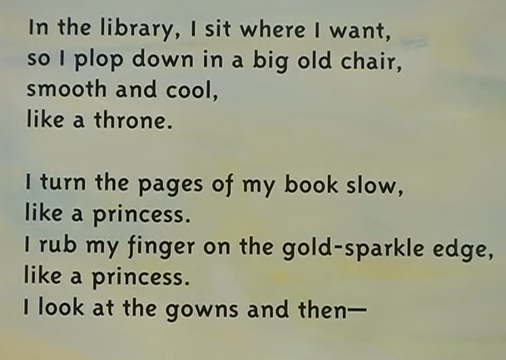 In the library, I sit where I want,
so I plop down in a big old chair,
smooth and cool,
like a throne.
I turn the pages of my book slow,
like a princess.
I rub my finger on the gold-sparkle edge,
like a princess.
I look at the gowns and then—